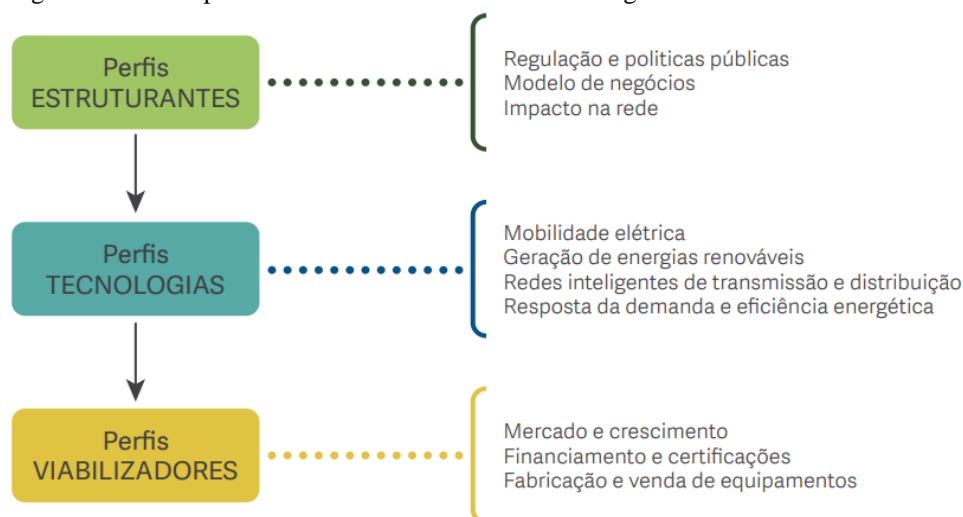 Perfis
ESTRUTURANTES
Regulação e politicas públicas
Modelo de negócios
Impacto na rede
Perfis
TECNOLOGIAS
Mobilidade elétrica
Geração de energias renováveis
Redes inteligentes de transmissão e distribuição
Resposta da demanda e eficiência energética
Perfis
VIABILIZADORES
Mercado e crescimento
Financiamento e certificações
Fabricação e venda de equipamentos